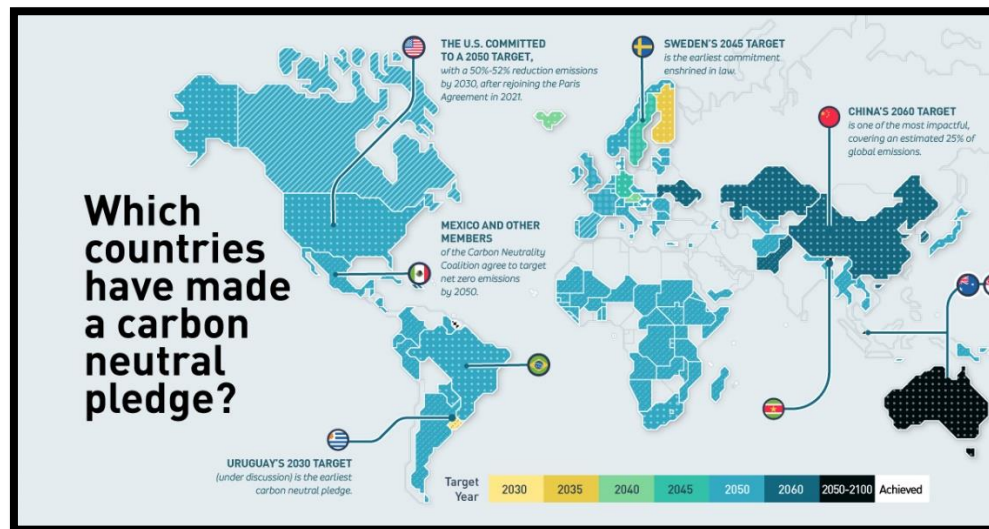 Which
countries
have made
a carbon
neutral
pledge?
THE U.S. COMMITTED
TO A 2050 TARGET,
with a 50%-52% reduction emissions
by 2030, after rejoining the Paris
Agreement in 2021.
SWEDEN'S 2045 TARGET
is the earliest commitment
enshrined in law.
CHINA'S 2060 TARGET
is one of the most impactful,
covering an estimated 25% of
global emissions.
MEXICO AND OTHER
MEMBERS
of the Carbon Neutrality
Coalition agree to target
net zero emissions
by 2050.
URUGUAY'S 2030 TARGET
(under discussion) is the earliest
carbon neutral pledge.
Target
Year
2030
2035
2040
2045
2050
2060
2050-2100
Achieved